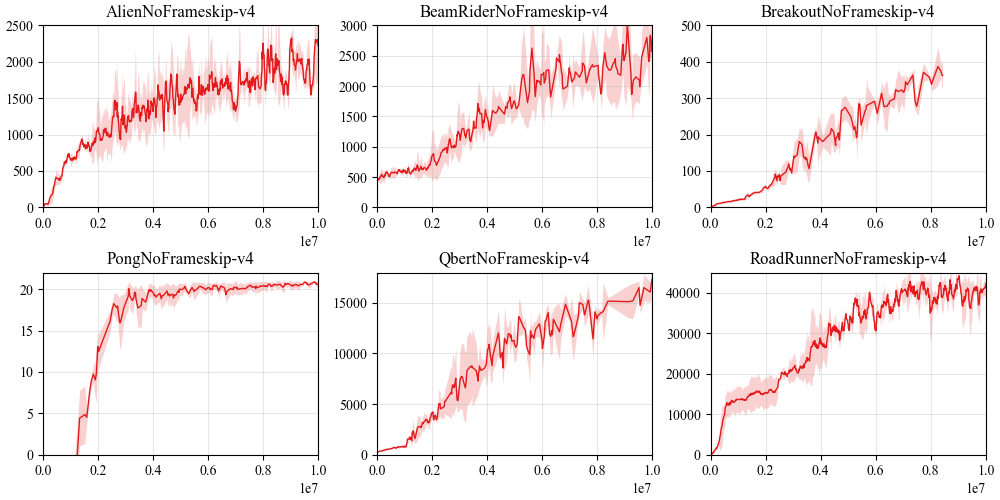 AlienNoFrameskip-v4
2500
2000
1500
1000
500
0
0.0 0.2 0.4 0.6 0.8 1.0
1e7
BeamRiderNoFrameskip-v4
3000
2500
2000
1500
1000
500
0
0.0 0.2 0.4 0.6 0.8 1.0
1e7
BreakoutNoFrameskip-v4
500
400
300
200
100
0
0.0 0.2 0.4 0.6 0.8 1.0
1e7
PongNoFrameskip-v4
20
15
10
5
0
0.0 0.2 0.4 0.6 0.8 1.0
1e7
QbertNoFrameskip-v4
15000
10000
5000
0
0.0 0.2 0.4 0.6 0.8 1.0
1e7
RoadRunnerNoFrameskip-v4
40000
30000
20000
10000
0
0.0 0.2 0.4 0.6 0.8 1.0
1e7